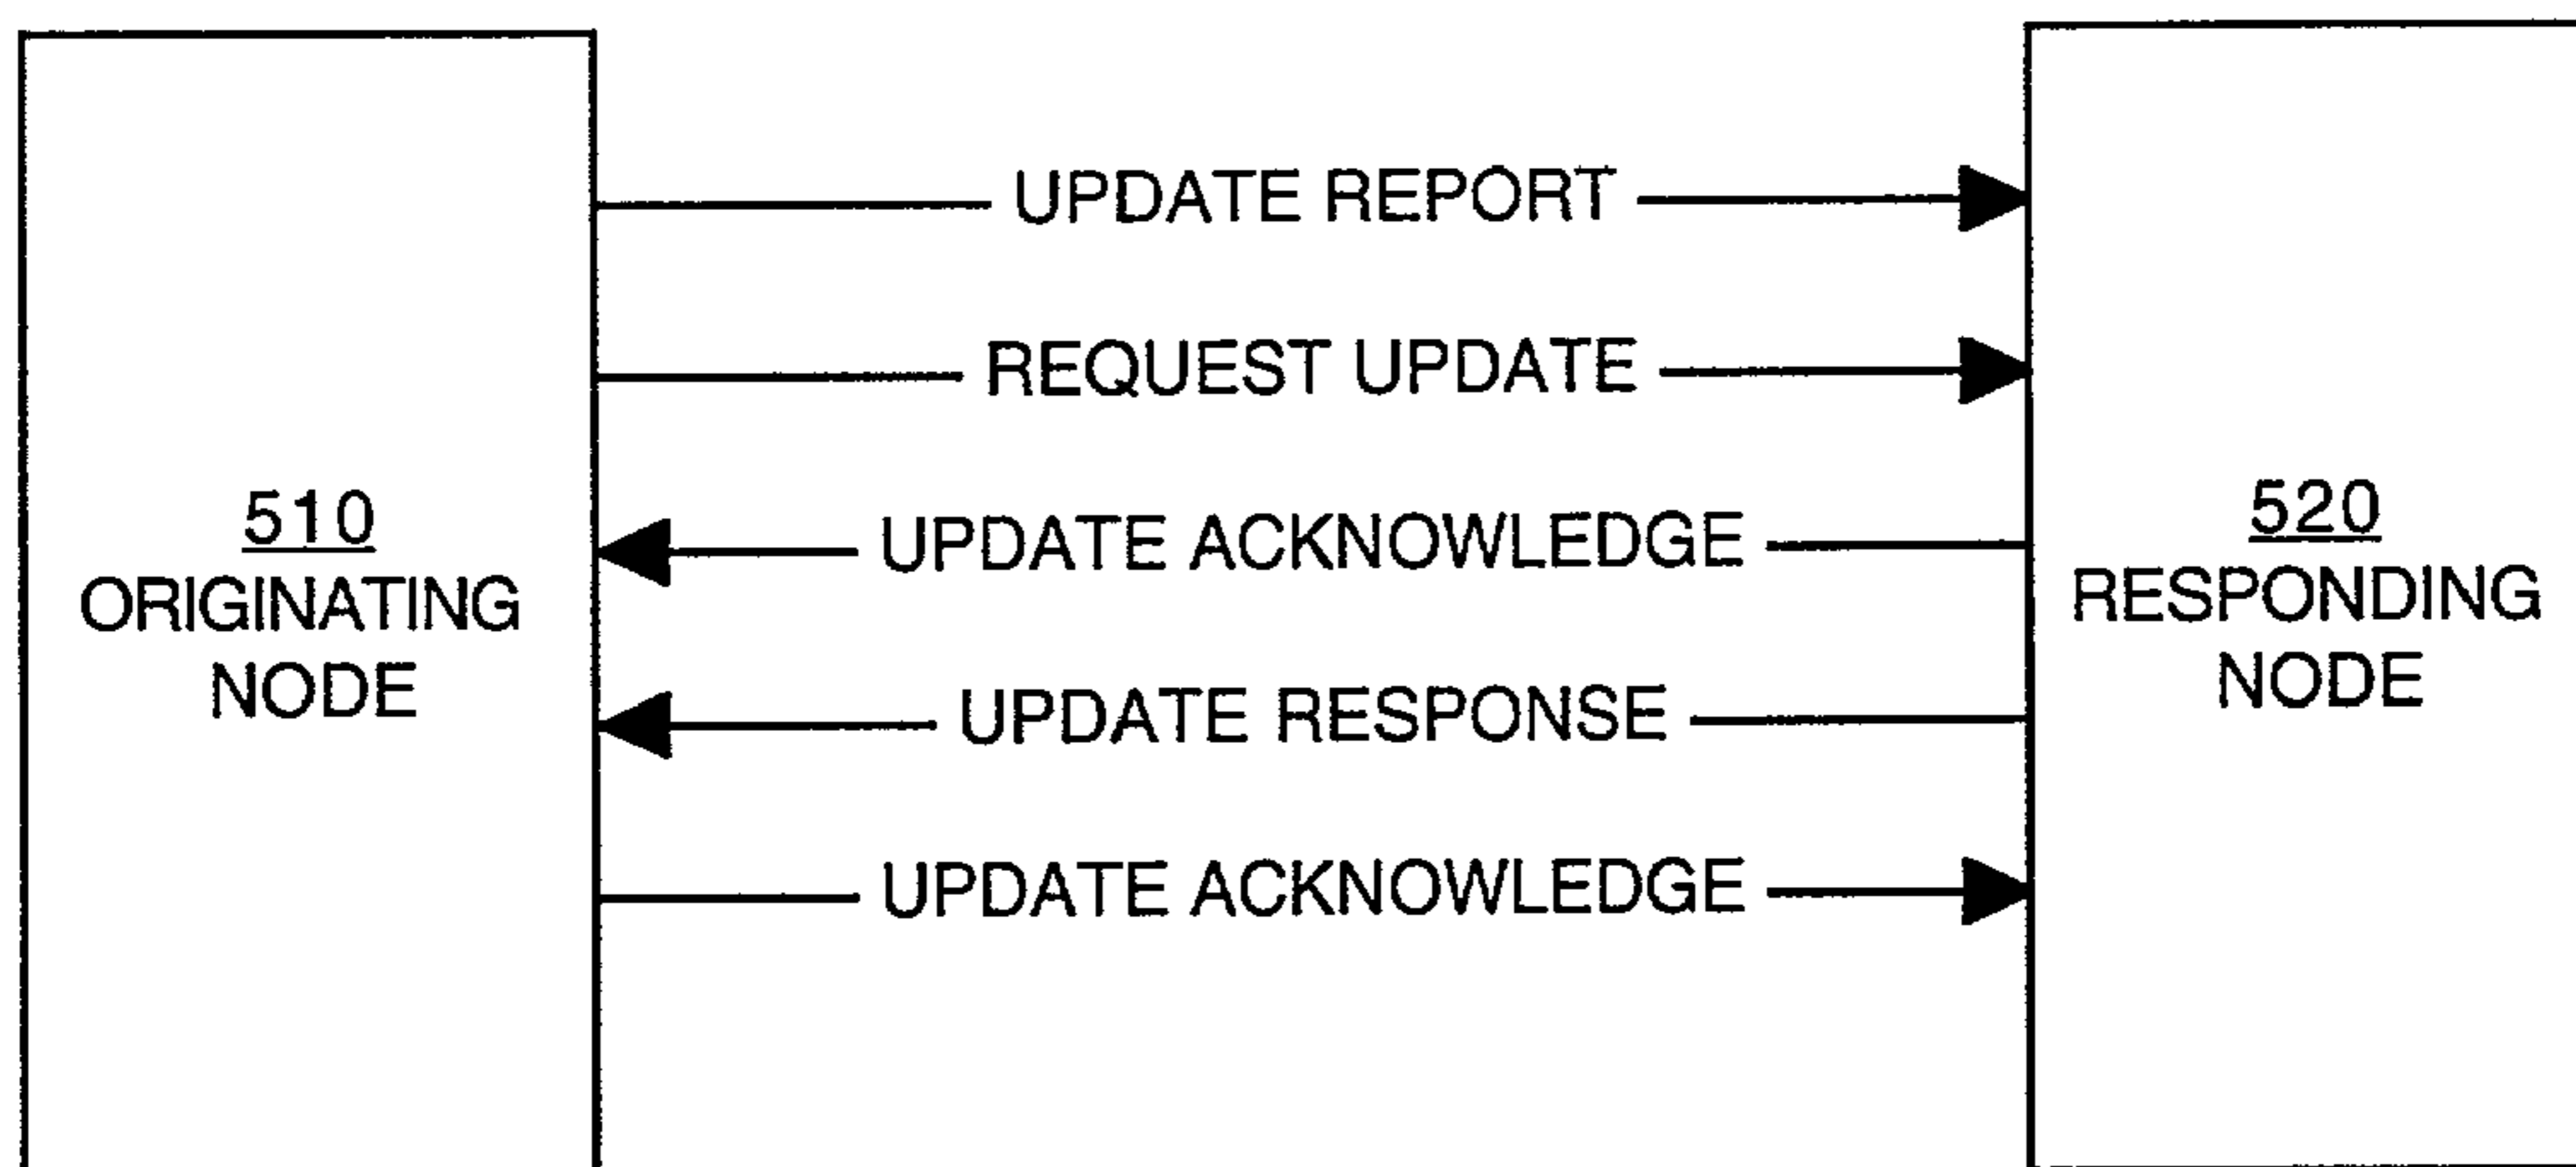 UPDATE REPORT
REQUEST UPDATE
510
ORIGINATING
NODE
UPDATE ACKNOWLEDGE
UPDATE RESPONSE
UPDATE ACKNOWLEDGE
520
RESPONDING
NODE